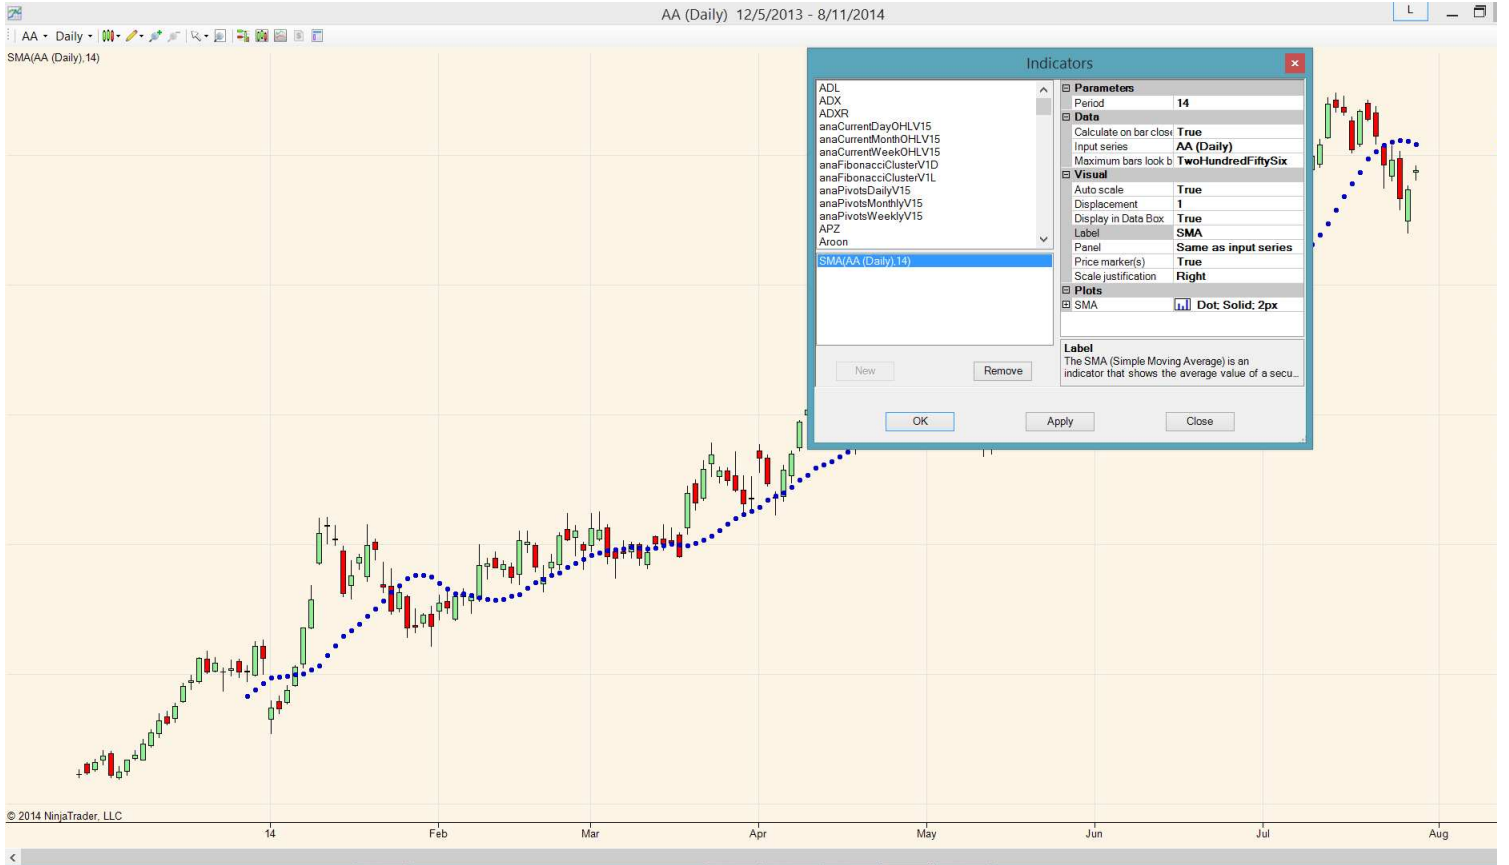 AA (Daily)  12/5/2013 - 8/11/2014
L
AA Daily
SMA(AA (Daily),14)
Indicators
ADL
ADX
ADXR
anaCurrentDayOHLV15
anaCurrentMonthOHLV15
anaCurrentWeekOHLV15
anaFibonacciClusterV1D
anaFibonacciClusterV1L
anaPivotsDailyV15
anaPivotsMonthlyV15
anaPivotsWeeklyV15
APZ
Aroon
SMA(AA (Daily),14)
New
Remove
Parameters
Period 14
Data
Calculate on bar close True
Input series AA (Daily)
Maximum bars look b TwoHundredFiftySix
Visual
Auto scale True
Displacement 1
Display in Data Box True
Label SMA
Panel Same as input series
Price marker(s) True
Scale justification Right
Plots
SMA Dot; Solid; 2px
Label
The SMA (Simple Moving Average) is an
indicator that shows the average value of a secu...
OK Apply Close
© 2014 NinjaTrader, LLC
14 Feb Mar Apr May Jun Jul Aug